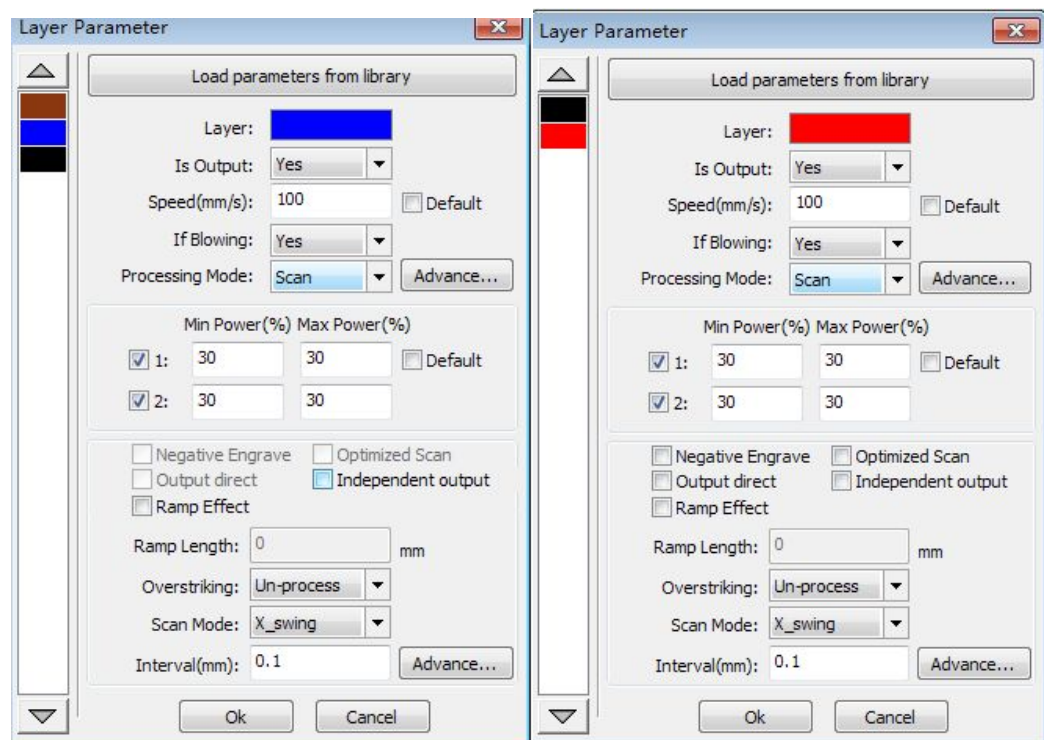 Layer Parameter
Load parameters from library
Layer:
Is Output: Yes
Speed(mm/s): 100 Default
If Blowing: Yes
Processing Mode: Scan Advance...
Min Power(%) Max Power(%)
1: 30 30 Default
2: 30 30
Negative Engrave Optimized Scan
Output direct Independent output
Ramp Effect
Ramp Length: 0 mm
Overstriking: Un-process
Scan Mode: X_swing
Interval(mm): 0.1 Advance...
Ok Cancel
Layer Parameter
Load parameters from library
Layer:
Is Output: Yes
Speed(mm/s): 100 Default
If Blowing: Yes
Processing Mode: Scan Advance...
Min Power(%) Max Power(%)
1: 30 30 Default
2: 30 30
Negative Engrave Optimized Scan
Output direct Independent output
Ramp Effect
Ramp Length: 0 mm
Overstriking: Un-process
Scan Mode: X_swing
Interval(mm): 0.1 Advance...
Ok Cancel